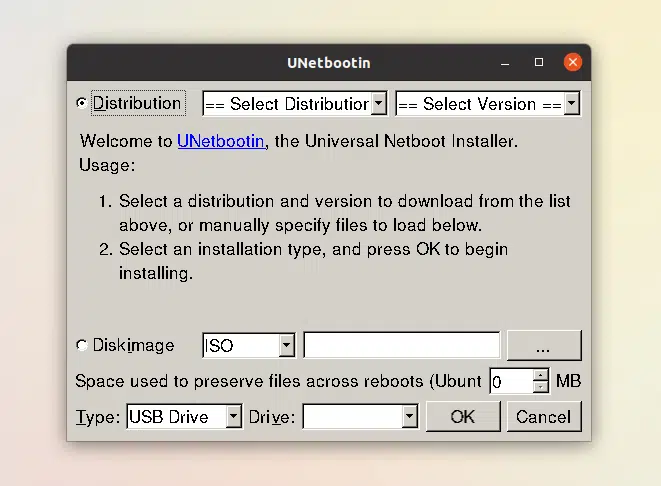 UNetbootin
Distribution == Select Distribution == Select Version ==
Welcome to UNetbootin, the Universal Netboot Installer.
Usage:
1. Select a distribution and version to download from the list
above, or manually specify files to load below.
2. Select an installation type, and press OK to begin
installing.
Diskimage ISO ...
Space used to preserve files across reboots (Ubunt 0 MB
Type: USB Drive Drive: OK Cancel